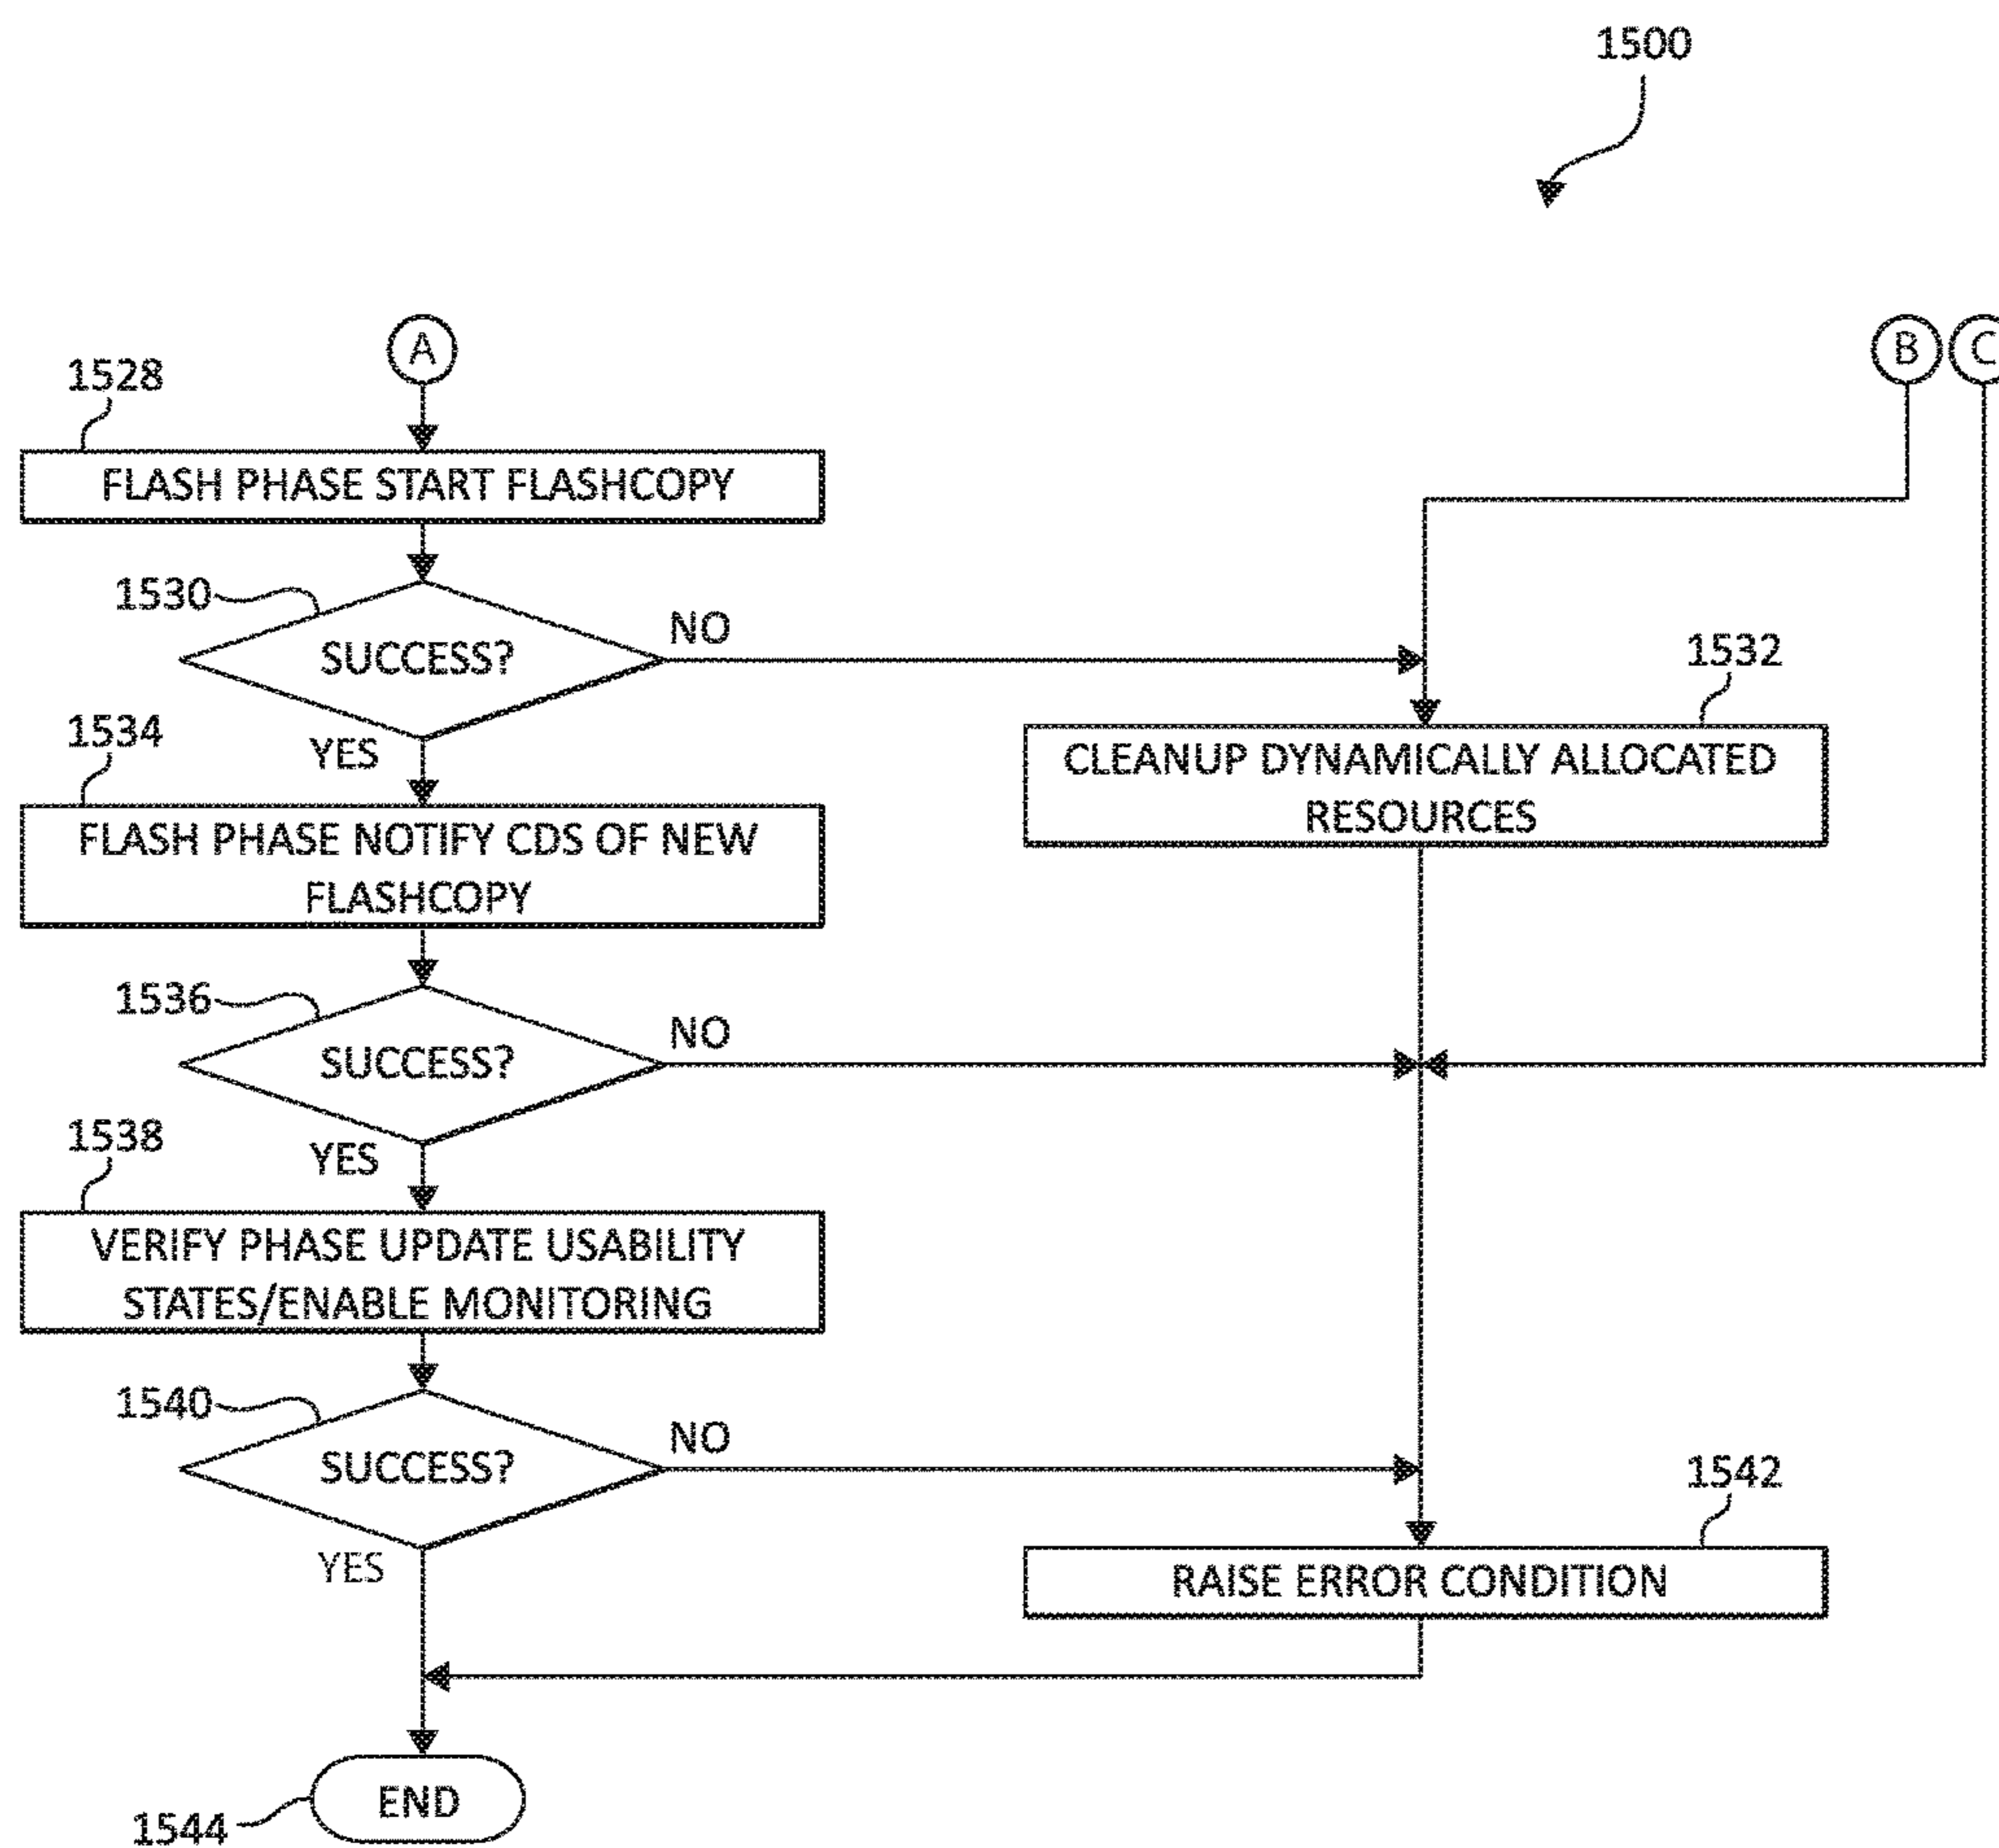 1500
A
B
C
1528
FLASH PHASE START FLASHCOPY
1530
SUCCESS?
NO
YES
1532
CLEANUP DYNAMICALLY ALLOCATED
RESOURCES
1534
FLASH PHASE NOTIFY CDS OF NEW
FLASHCOPY
1536
SUCCESS?
NO
YES
1538
VERIFY PHASE UPDATE USABILITY
STATES/ENABLE MONITORING
1540
SUCCESS?
NO
YES
1542
RAISE ERROR CONDITION
END
1544